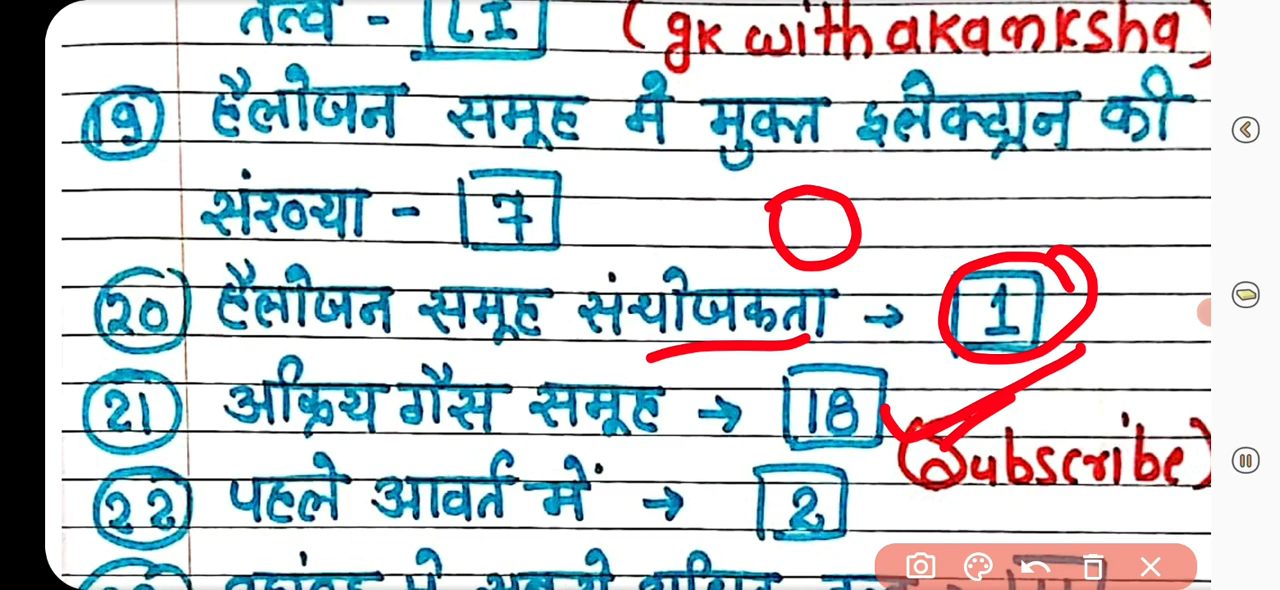 तत्व - LI (gk with akanksha)
19 हैलोजन समूह में मुक्त इलेक्ट्रान की
संख्या - 7
20 हैलोजन समूह संयोजकता → 1
21 अक्रिय गैस समूह → 18
(Subscribe)
22 पहले आवर्त में → 2